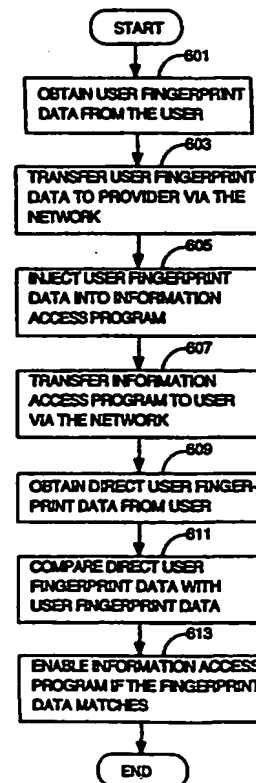 START
601
OBTAIN USER FINGERPRINT
DATA FROM THE USER
603
TRANSFER USER FINGERPRINT
DATA TO PROVIDER VIA THE
NETWORK
605
INJECT USER FINGERPRINT
DATA INTO INFORMATION
ACCESS PROGRAM
607
TRANSFER INFORMATION
ACCESS PROGRAM TO USER
VIA THE NETWORK
609
OBTAIN DIRECT USER FINGER-
PRINT DATA FROM USER
611
COMPARE DIRECT USER
FINGERPRINT DATA WITH
USER FINGERPRINT DATA
613
ENABLE INFORMATION ACCESS
PROGRAM IF THE FINGERPRINT
DATA MATCHES
END